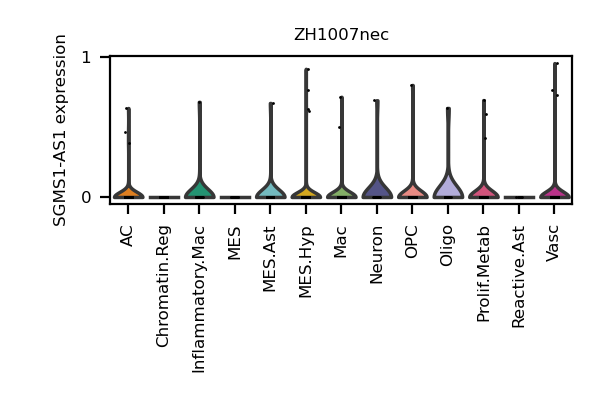 ZH1007nec
SGMS1-AS1 expression
1
0
AC
Chromatin.Reg
Inflammatory.Mac
MES
MES.Ast
MES.Hyp
Mac
Neuron
OPC
Oligo
Prolif.Metab
Reactive.Ast
Vasc